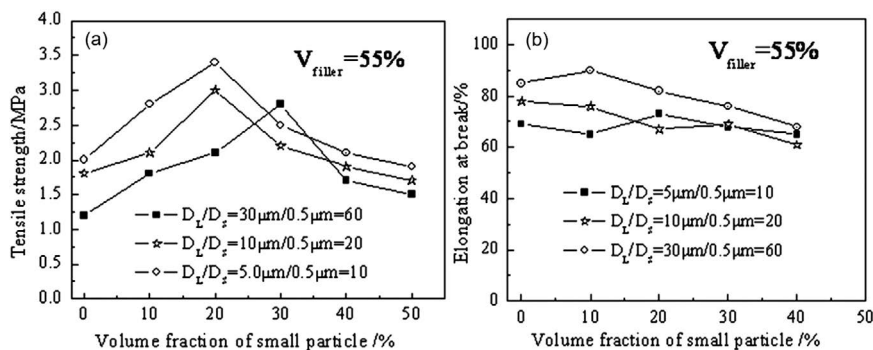 (a)
V_filler=55%
Tensile strength/MPa
4.0
3.5
3.0
2.5
2.0
1.5
1.0
0.5
0.0
D_L/D_s=30μm/0.5μm=60
D_L/D_s=10μm/0.5μm=20
D_L/D_s=5.0μm/0.5μm=10
0 10 20 30 40 50
Volume fraction of small particle /%
(b)
V_filler=55%
Elongation at break/%
100
80
60
40
20
0
D_L/D_s=5μm/0.5μm=10
D_L/D_s=10μm/0.5μm=20
D_L/D_s=30μm/0.5μm=60
0 10 20 30 40 50
Volume fraction of small particle /%